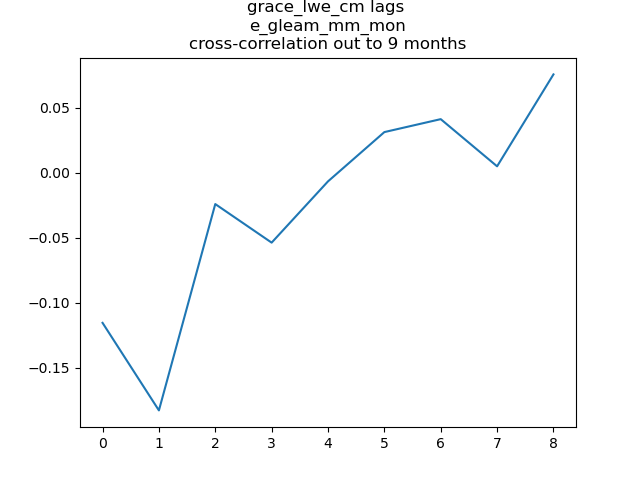 grace_lwe_cm lags
e_gleam_mm_mon
cross-correlation out to 9 months
0.05
0.00
−0.05
−0.10
−0.15
0 1 2 3 4 5 6 7 8